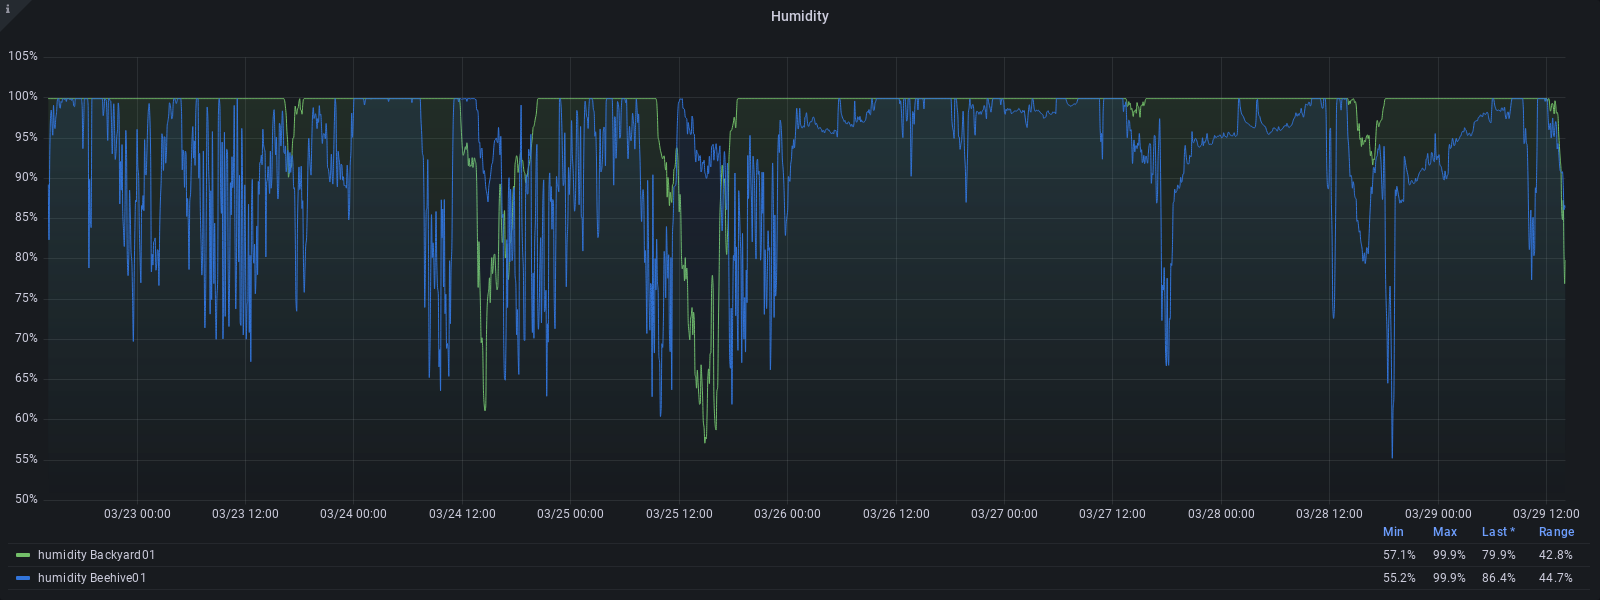 i
Humidity
105%
100%
95%
90%
85%
80%
75%
70%
65%
60%
55%
50%
03/23 00:00 03/23 12:00 03/24 00:00 03/24 12:00 03/25 00:00 03/25 12:00 03/26 00:00 03/26 12:00 03/27 00:00 03/27 12:00 03/28 00:00 03/28 12:00 03/29 00:00 03/29 12:00
Min Max Last * Range
humidity Backyard01 57.1% 99.9% 79.9% 42.8%
humidity Beehive01 55.2% 99.9% 86.4% 44.7%